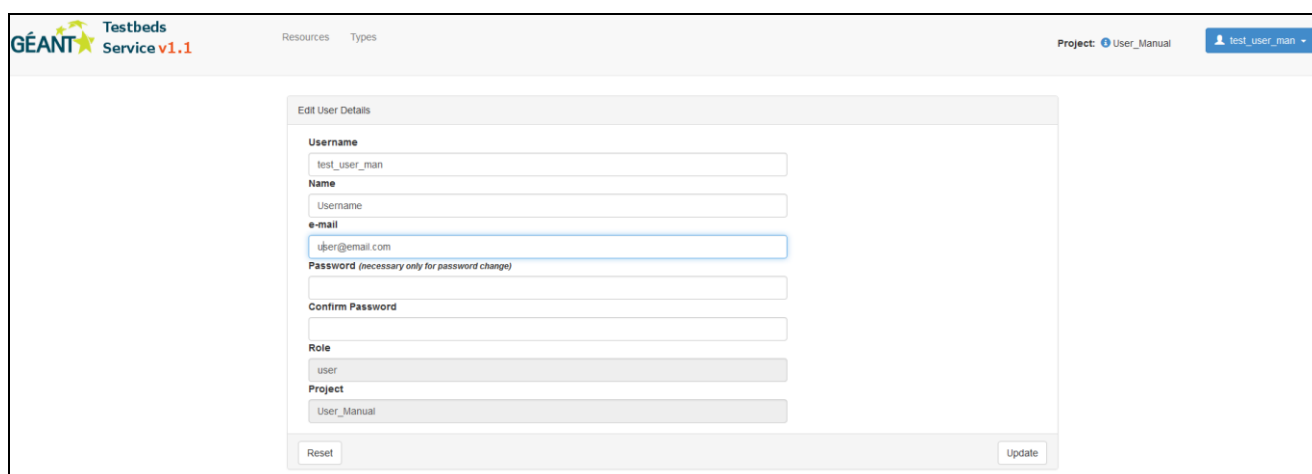 GÉANT
Testbeds
Service v1.1
Resources Types
Project: User_Manual
test_user_man
Edit User Details
Username
test_user_man
Name
Username
e-mail
user@email.com
Password (necessary only for password change)
Confirm Password
Role
user
Project
User_Manual
Reset Update